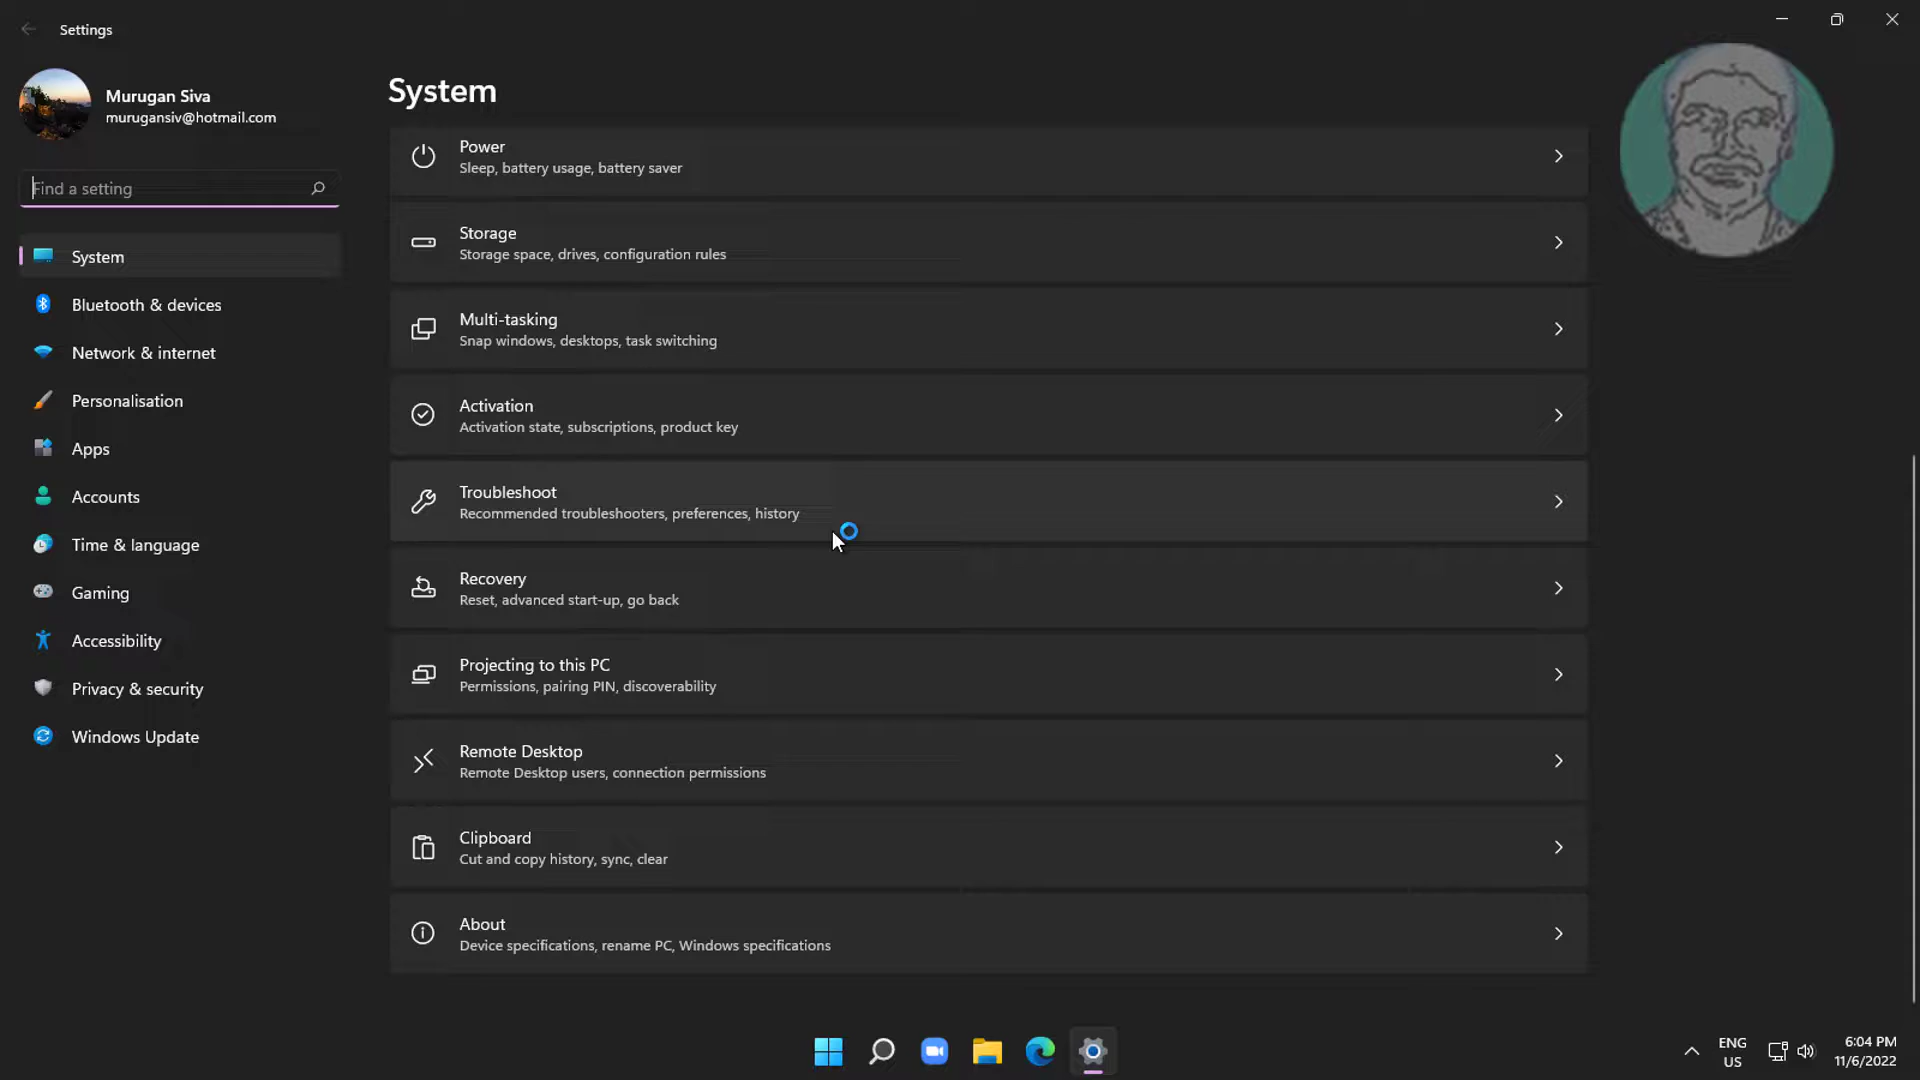 Settings
Murugan Siva
murugansiv@hotmail.com
Find a setting
System
Bluetooth & devices
Network & internet
Personalisation
Apps
Accounts
Time & language
Gaming
Accessibility
Privacy & security
Windows Update
System
Power
Sleep, battery usage, battery saver
Storage
Storage space, drives, configuration rules
Multi-tasking
Snap windows, desktops, task switching
Activation
Activation state, subscriptions, product key
Troubleshoot
Recommended troubleshooters, preferences, history
Recovery
Reset, advanced start-up, go back
Projecting to this PC
Permissions, pairing PIN, discoverability
Remote Desktop
Remote Desktop users, connection permissions
Clipboard
Cut and copy history, sync, clear
About
Device specifications, rename PC, Windows specifications
ENG
US
6:04 PM
11/6/2022